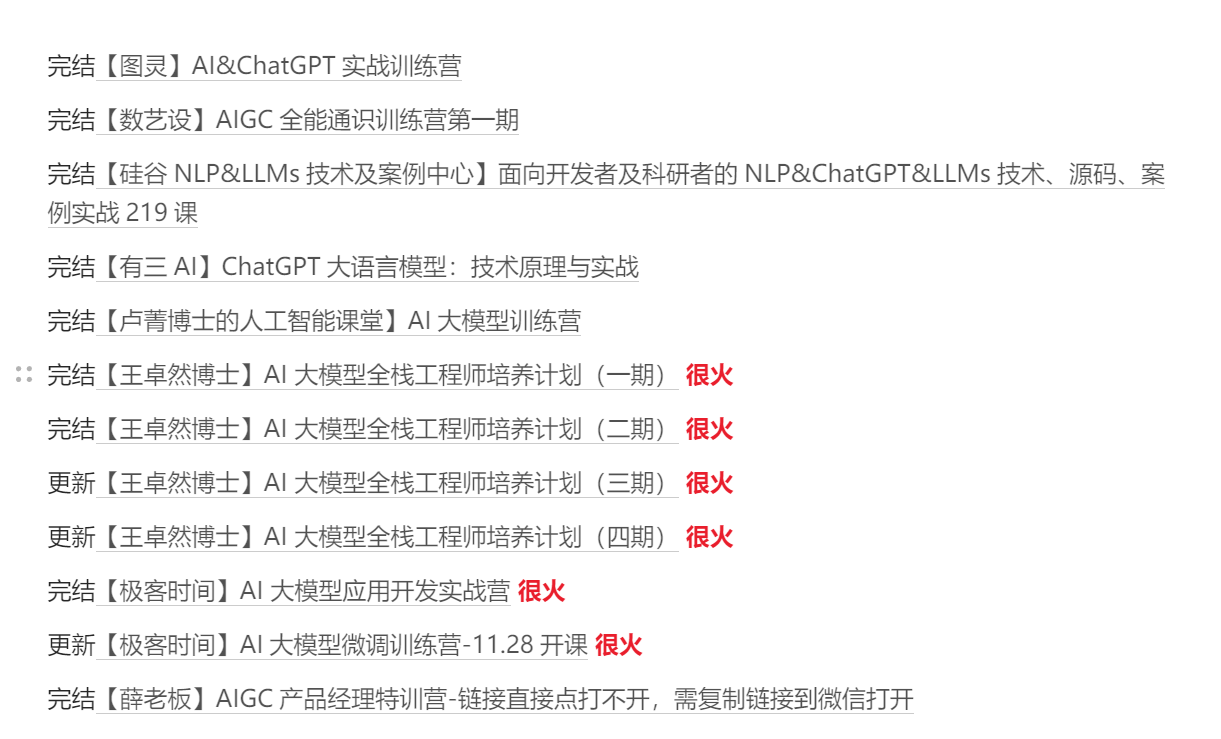 完结【图灵】AI&ChatGPT 实战训练营
完结【数艺设】AIGC 全能通识训练营第一期
完结【硅谷 NLP&LLMs 技术及案例中心】面向开发者及科研者的 NLP&ChatGPT&LLMs 技术、源码、案
例实战 219 课
完结【有三 AI】ChatGPT 大语言模型：技术原理与实战
完结【卢菁博士的人工智能课堂】AI 大模型训练营
完结【王卓然博士】AI 大模型全栈工程师培养计划（一期） 很火
完结【王卓然博士】AI 大模型全栈工程师培养计划（二期） 很火
更新【王卓然博士】AI 大模型全栈工程师培养计划（三期） 很火
更新【王卓然博士】AI 大模型全栈工程师培养计划（四期） 很火
完结【极客时间】AI 大模型应用开发实战营 很火
更新【极客时间】AI 大模型微调训练营-11.28 开课 很火
完结【薛老板】AIGC 产品经理特训营-链接直接点打不开，需复制链接到微信打开